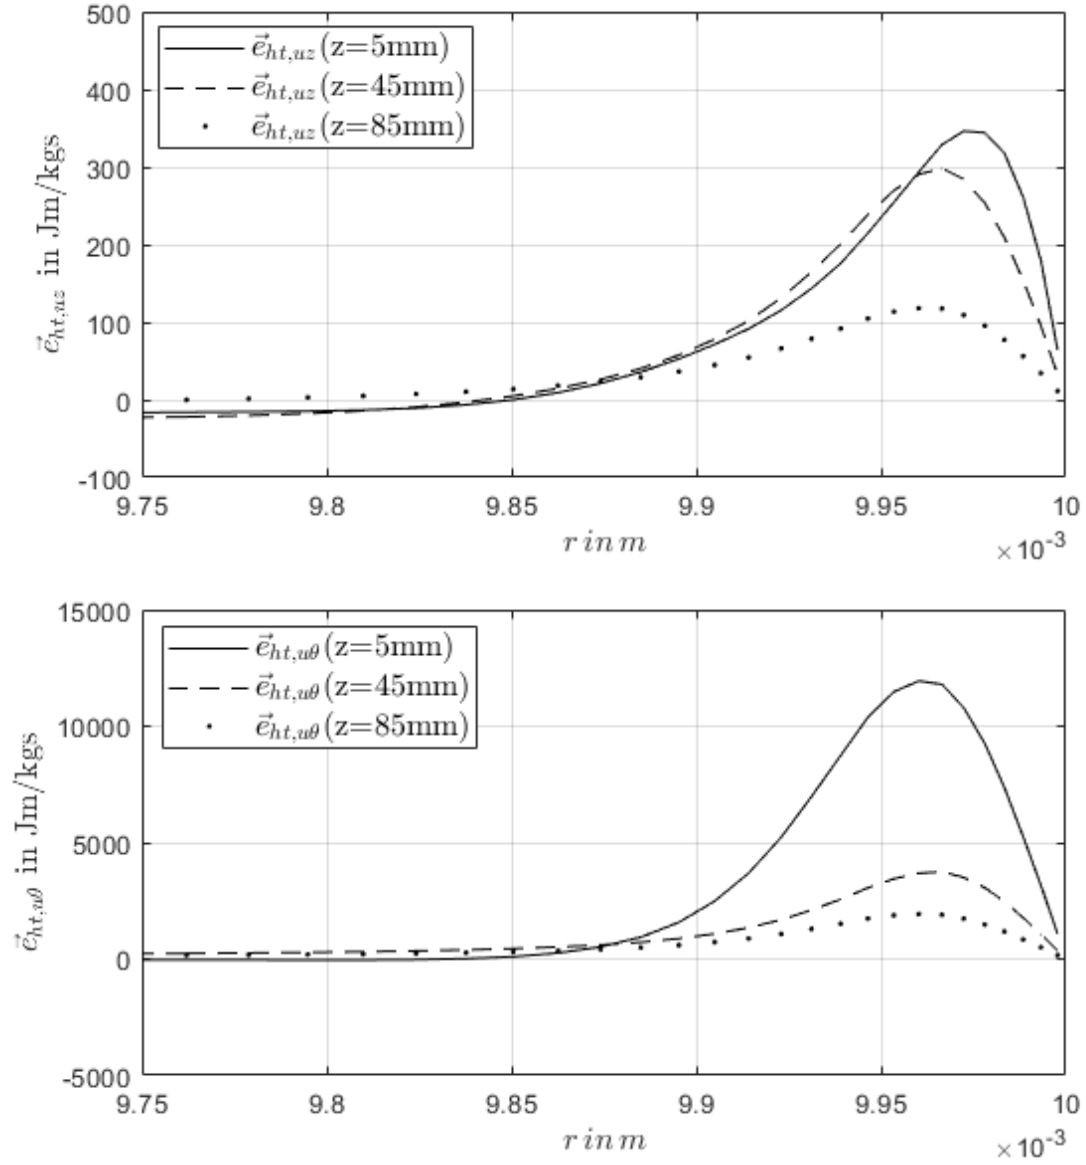 500
400
300
200
100
0
-100
e⃗ht,uz in Jm/kgs
e⃗ht,uz(z=5mm)
e⃗ht,uz(z=45mm)
e⃗ht,uz(z=85mm)
9.75 9.8 9.85 9.9 9.95 10
r in m
×10-3
15000
10000
5000
0
-5000
e⃗ht,uθ in Jm/kgs
e⃗ht,uθ(z=5mm)
e⃗ht,uθ(z=45mm)
e⃗ht,uθ(z=85mm)
9.75 9.8 9.85 9.9 9.95 10
r in m
×10-3